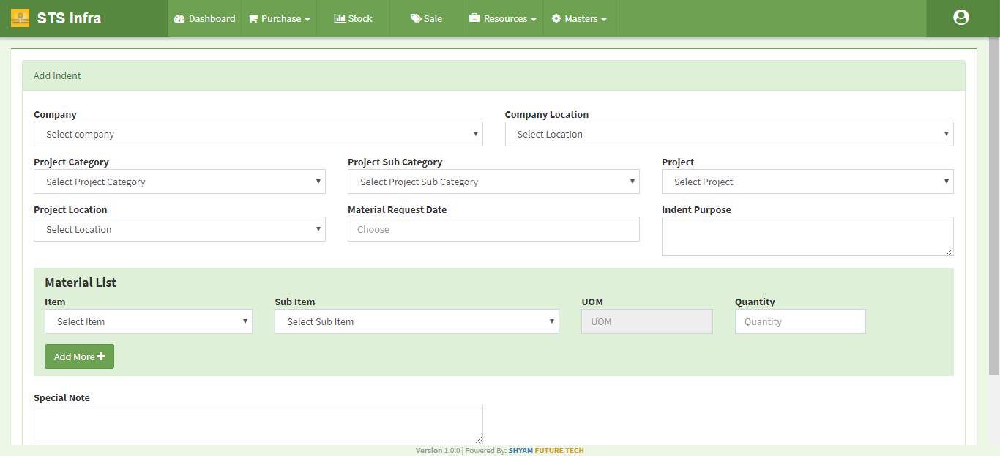 STS Infra Dashboard Purchase Stock Sale Resources Masters
Add Indent
Company Company Location
Select company Select Location
Project Category Project Sub Category Project
Select Project Category Select Project Sub Category Select Project
Project Location Material Request Date Indent Purpose
Select Location Choose
Material List
Item Sub Item UOM Quantity
Select Item Select Sub Item UOM Quantity
Add More
Special Note
Version 1.0.0 | Powered By: SHYAM FUTURE TECH